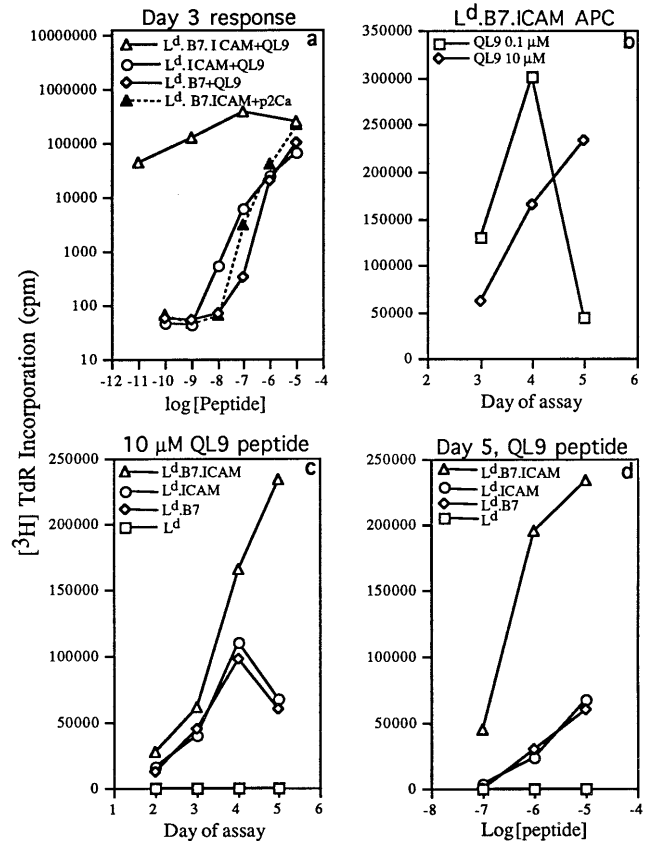 Day 3 response
a
L^d.B7.ICAM+QL9
L^d.ICAM+QL9
L^d.B7+QL9
L^d. B7.ICAM+p2Ca
10000000
1000000
100000
10000
1000
100
10
-12 -11 -10 -9 -8 -7 -6 -5 -4
log[Peptide]
L^d.B7.ICAM APC
b
QL9 0.1 μM
QL9 10 μM
350000
300000
250000
200000
150000
100000
50000
0
2 3 4 5 6
Day of assay
[³H] TdR Incorporation (cpm)
10 μM QL9 peptide
c
L^d.B7.ICAM
L^d.ICAM
L^d.B7
L^d
250000
200000
150000
100000
50000
0
1 2 3 4 5 6
Day of assay
Day 5, QL9 peptide
d
L^d.B7.ICAM
L^d.ICAM
L^d.B7
L^d
250000
200000
150000
100000
50000
0
-8 -7 -6 -5 -4
Log[peptide]